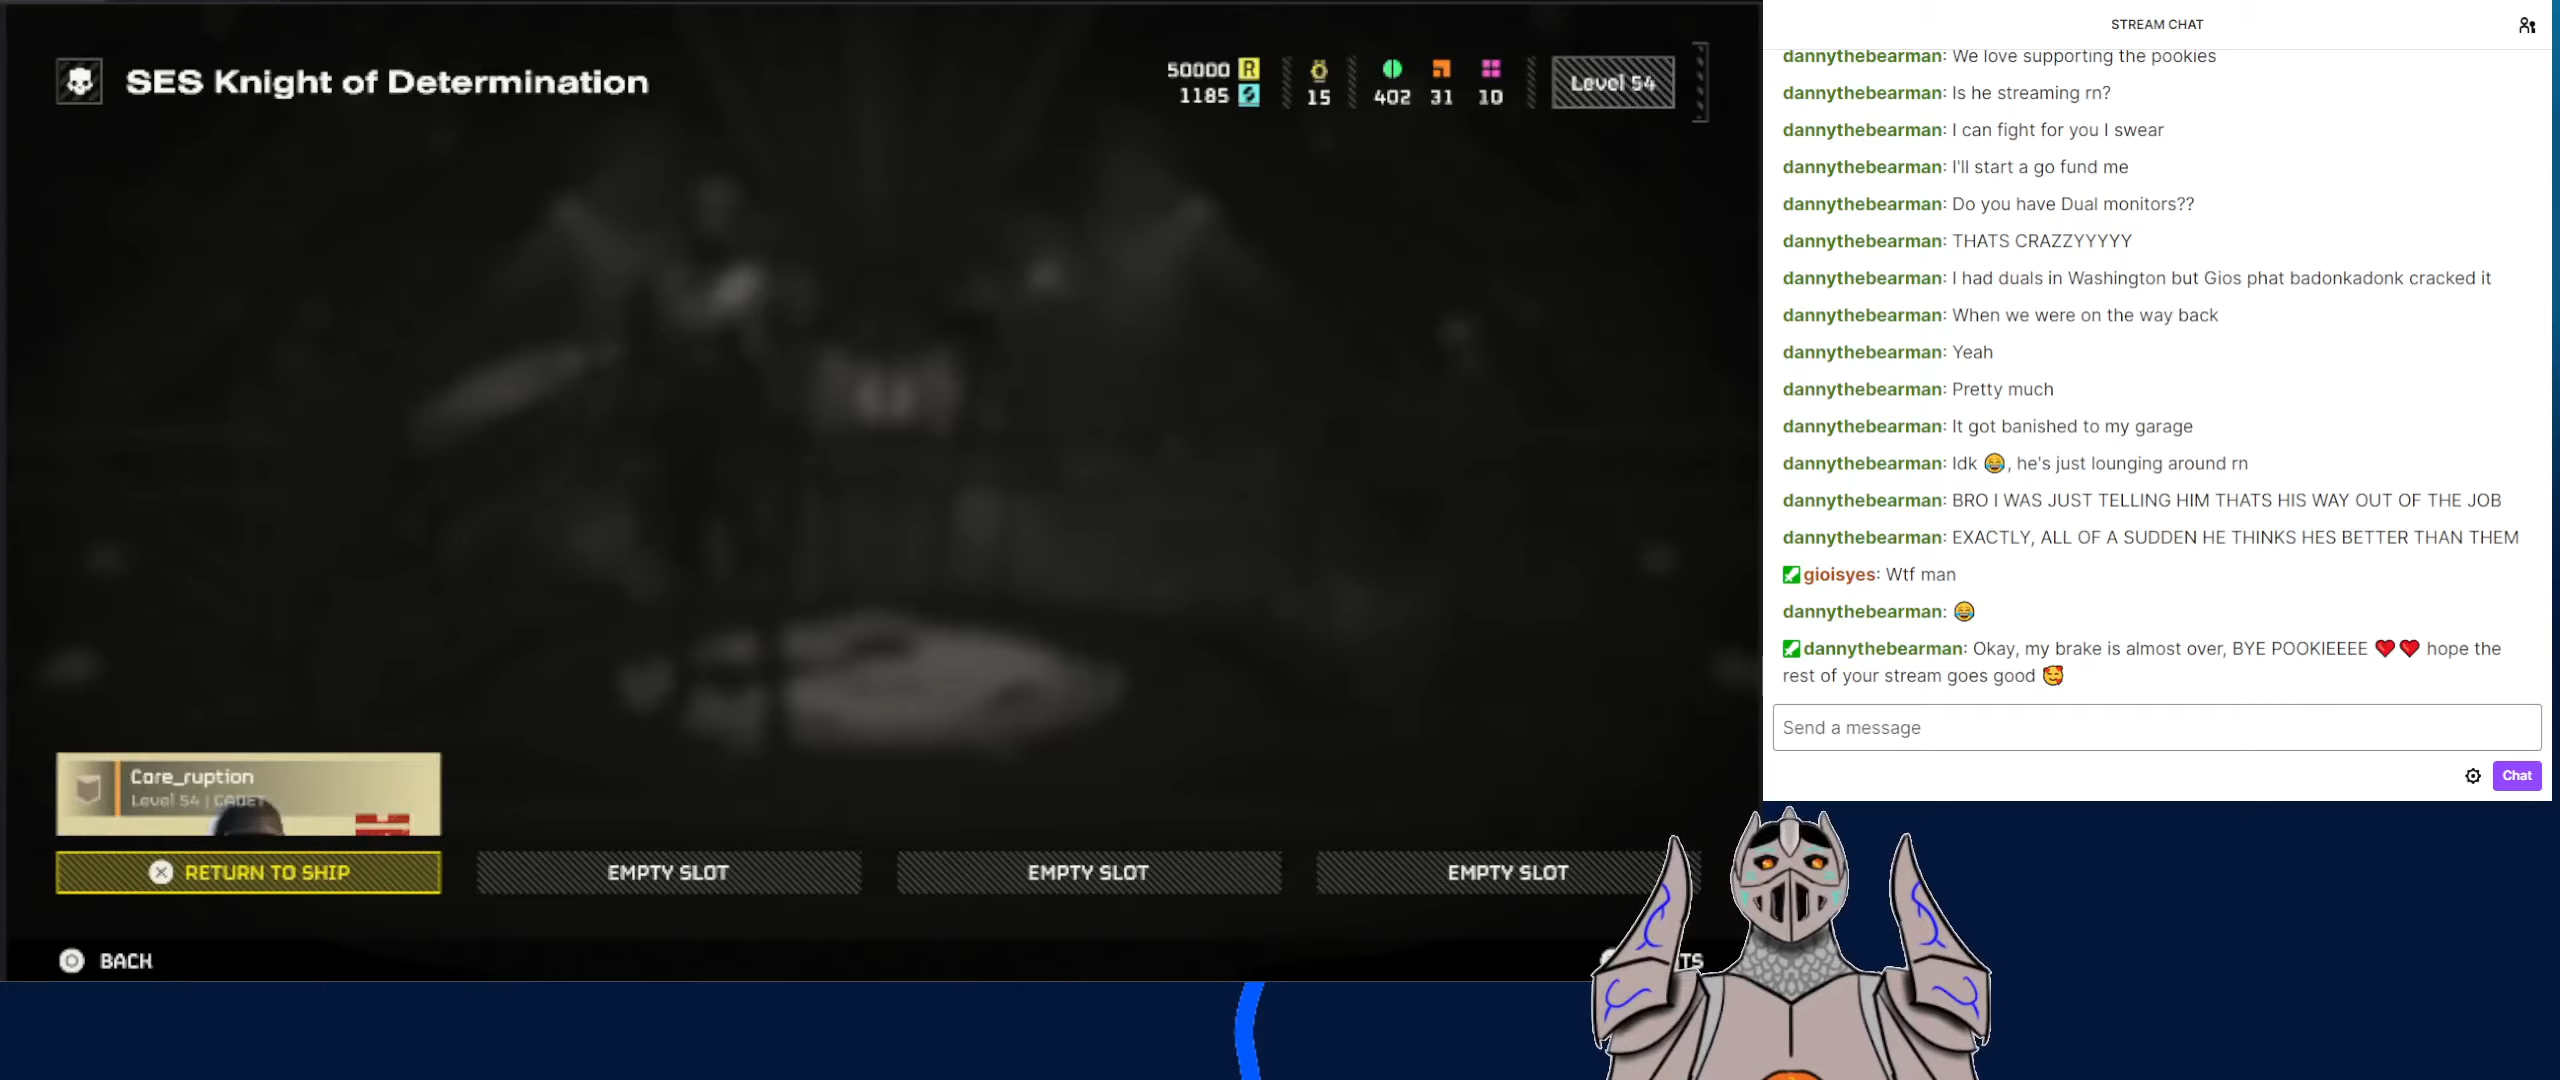 SES Knight of Determination
50000
1185
15
402 31 10
Level 54
Care_ruption
Level 54 | CADET
RETURN TO SHIP
EMPTY SLOT
EMPTY SLOT
EMPTY SLOT
BACK
STREAM CHAT
dannythebearman: We love supporting the pookies
dannythebearman: Is he streaming rn?
dannythebearman: I can fight for you I swear
dannythebearman: I'll start a go fund me
dannythebearman: Do you have Dual monitors??
dannythebearman: THATS CRAZZYYYYY
dannythebearman: I had duals in Washington but Gios phat badonkadonk cracked it
dannythebearman: When we were on the way back
dannythebearman: Yeah
dannythebearman: Pretty much
dannythebearman: It got banished to my garage
dannythebearman: Idk 😂, he's just lounging around rn
dannythebearman: BRO I WAS JUST TELLING HIM THATS HIS WAY OUT OF THE JOB
dannythebearman: EXACTLY, ALL OF A SUDDEN HE THINKS HES BETTER THAN THEM
gioisyes: Wtf man
dannythebearman: 😂
dannythebearman: Okay, my brake is almost over, BYE POOKIEEEE ❤️❤️ hope the
rest of your stream goes good 🥰
Send a message
Chat